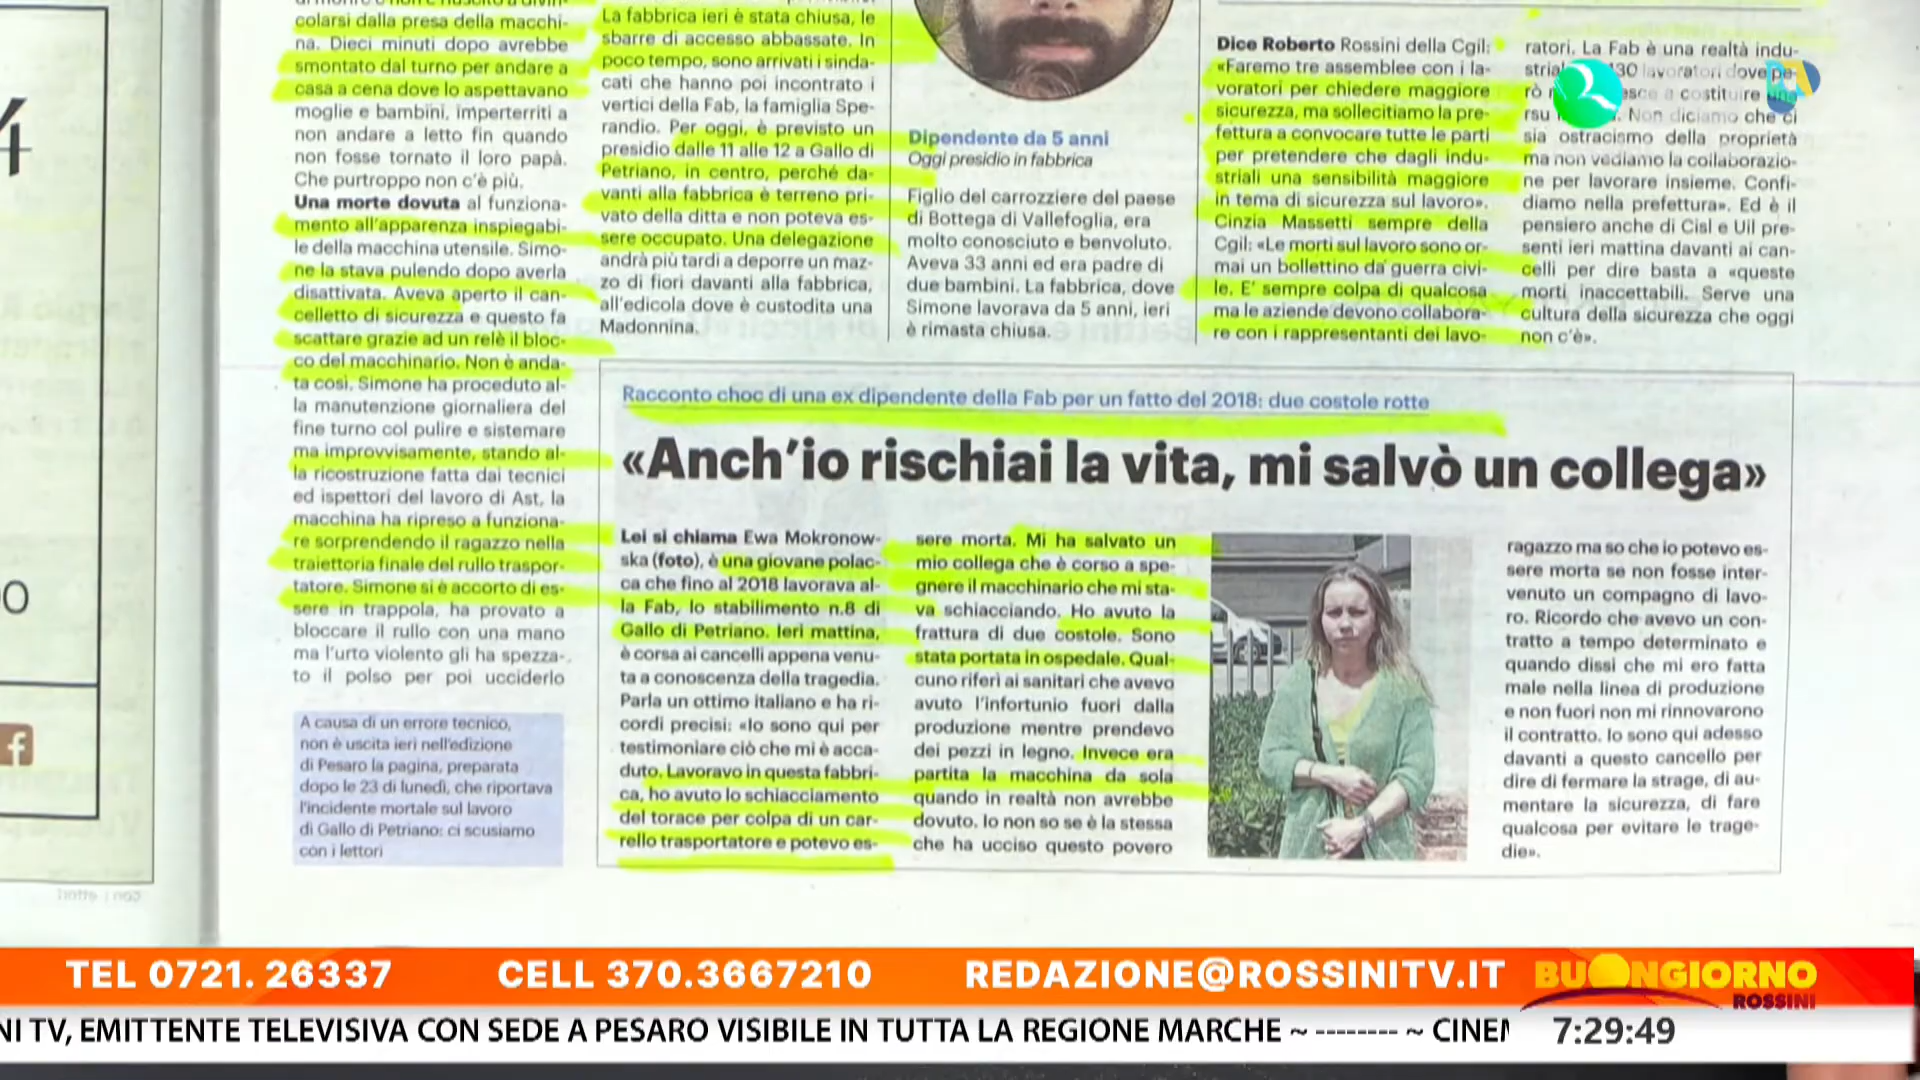 colarsi dalla presa della macchi-
na. Dieci minuti dopo avrebbe
smontato dal turno per andare a
casa a cena dove lo aspettavano
moglie e bambini, imperterriti a
non andare a letto fin quando
non fosse tornato il loro papà.
Che purtroppo non c'è più.
Una morte dovuta al funziona-
mento all'apparenza inspiegabi-
le della macchina utensile. Simo-
ne la stava pulendo dopo averla
disattivata. Aveva aperto il can-
celletto di sicurezza e questo fa
scattare grazie ad un relè il bloc-
co del macchinario. Non è anda-
ta così. Simone ha proceduto al-
la manutenzione giornaliera del
fine turno col pulire e sistemare
ma improvvisamente, stando al-
la ricostruzione fatta dai tecnici
ed ispettori del lavoro di Ast, la
macchina ha ripreso a funziona-
re sorprendendo il ragazzo nella
traiettoria finale del rullo traspor-
tatore. Simone si è accorto di es-
sere in trappola, ha provato a
bloccare il rullo con una mano
ma l'urto violento gli ha spezza-
to il polso per poi ucciderlo
A causa di un errore tecnico,
non è uscita ieri nell'edizione
di Pesaro la pagina, preparata
dopo le 23 di lunedì, che riportava
l'incidente mortale sul lavoro
di Gallo di Petriano: ci scusiamo
con i lettori
La fabbrica ieri è stata chiusa, le
sbarre di accesso abbassate. In
poco tempo, sono arrivati i sinda-
cati che hanno poi incontrato i
vertici della Fab, la famiglia Spe-
randio. Per oggi, è previsto un
presidio dalle 11 alle 12 a Gallo di
Petriano, in centro, perché da-
vanti alla fabbrica è terreno pri-
vato della ditta e non poteva es-
sere occupato. Una delegazione
andrà più tardi a deporre un maz-
zo di fiori davanti alla fabbrica,
all'edicola dove è custodita una
Madonnina.
Dipendente da 5 anni
Oggi presidio in fabbrica
Figlio del carrozziere del paese
di Bottega di Vallefoglia, era
molto conosciuto e benvoluto.
Aveva 33 anni ed era padre di
due bambini. La fabbrica, dove
Simone lavorava da 5 anni, ieri
è rimasta chiusa.
Dice Roberto Rossini della Cgil:
«Faremo tre assemblee con i la-
voratori per chiedere maggiore
sicurezza, ma sollecitiamo la pre-
fettura a convocare tutte le parti
per pretendere che dagli indu-
striali una sensibilità maggiore
in tema di sicurezza sul lavoro».
Cinzia Massetti sempre della
Cgil: «Le morti sul lavoro sono or-
mai un bollettino da guerra civi-
le. E' sempre colpa di qualcosa
ma le aziende devono collabora-
re con i rappresentanti dei lavo-
ratori. La Fab è una realtà indu-
strial 130 lavoratori dove pe-
rò esce a costituire una
rsu Non diciamo che ci
sia ostracismo della proprietà
ma non vediamo la collaborazio-
ne per lavorare insieme. Confi-
diamo nella prefettura». Ed è il
pensiero anche di Cisl e Uil pre-
senti ieri mattina davanti ai can-
celli per dire basta a «queste
morti inaccettabili. Serve una
cultura della sicurezza che oggi
non c'è».
Racconto choc di una ex dipendente della Fab per un fatto del 2018: due costole rotte
«Anch'io rischiai la vita, mi salvò un collega»
Lei si chiama Ewa Mokronow-
ska (foto), è una giovane polac-
ca che fino al 2018 lavorava al-
la Fab, lo stabilimento n.8 di
Gallo di Petriano. Ieri mattina,
è corsa ai cancelli appena venu-
ta a conoscenza della tragedia.
Parla un ottimo italiano e ha ri-
cordi precisi: «Io sono qui per
testimoniare ciò che mi è acca-
duto. Lavoravo in questa fabbri-
ca, ho avuto lo schiacciamento
del torace per colpa di un car-
rello trasportatore e potevo es-
sere morta. Mi ha salvato un
mio collega che è corso a spe-
gnere il macchinario che mi sta-
va schiacciando. Ho avuto la
frattura di due costole. Sono
stata portata in ospedale. Qual-
cuno riferì ai sanitari che avevo
avuto l'infortunio fuori dalla
produzione mentre prendevo
dei pezzi in legno. Invece era
partita la macchina da sola
quando in realtà non avrebbe
dovuto. Io non so se è la stessa
che ha ucciso questo povero
ragazzo ma so che io potevo es-
sere morta se non fosse inter-
venuto un compagno di lavo-
ro. Ricordo che avevo un con-
tratto a tempo determinato e
quando dissi che mi ero fatta
male nella linea di produzione
e non fuori non mi rinnovarono
il contratto. Io sono qui adesso
davanti a questo cancello per
dire di fermare la strage, di au-
mentare la sicurezza, di fare
qualcosa per evitare le trage-
die».
TEL 0721. 26337 CELL 370.3667210 REDAZIONE@ROSSINITV.IT BUONGIORNO
ROSSINI
NI TV, EMITTENTE TELEVISIVA CON SEDE A PESARO VISIBILE IN TUTTA LA REGIONE MARCHE ~ -------- ~ CINEM 7:29:49